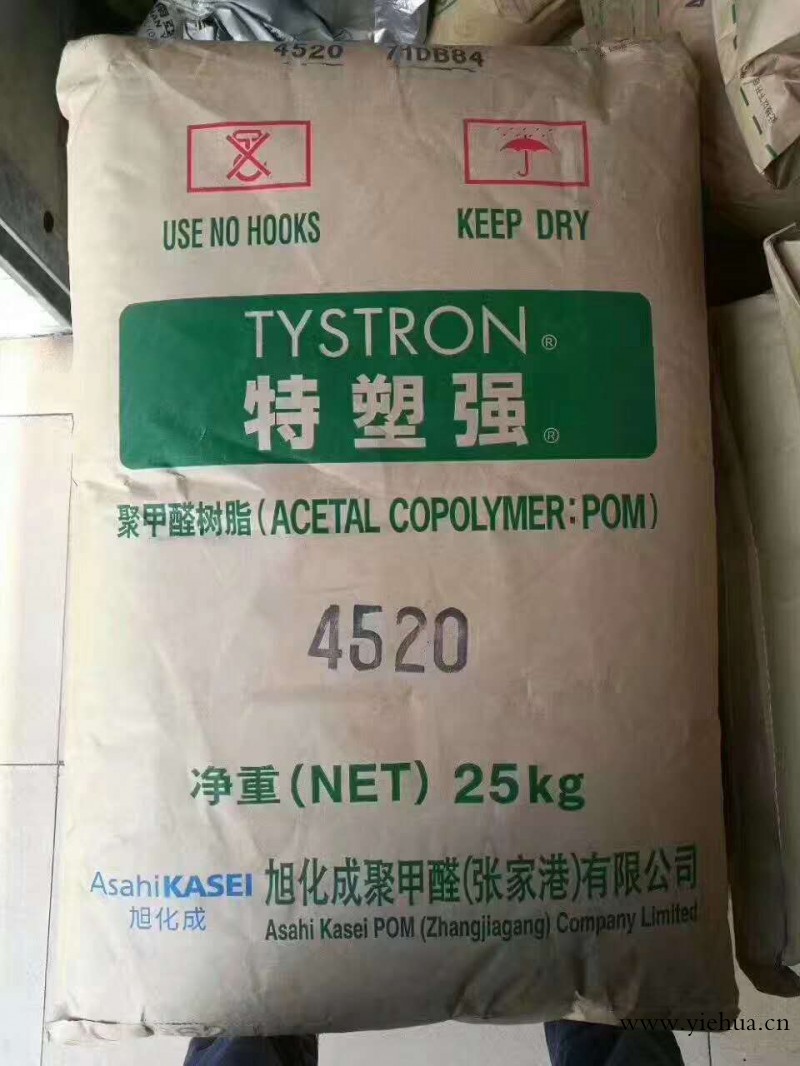 4520 71DB84
USE NO HOOKS
KEEP DRY
TYSTRON®
特塑强®
聚甲醛树脂(ACETAL COPOLYMER:POM)
4520
净重(NET) 25kg
AsahiKASEI
旭化成
旭化成聚甲醛(张家港)有限公司
Asahi Kasei POM (Zhangjiagang) Company Limited
www.yiehua.cn